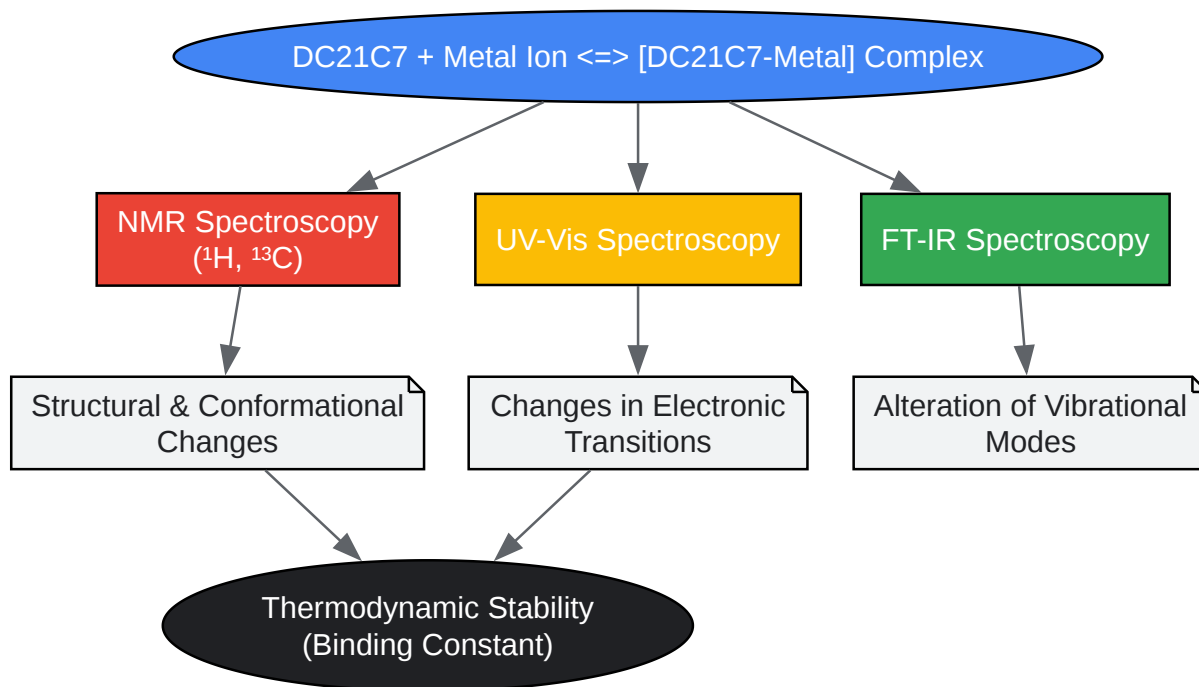 DC21C7 + Metal Ion <=> [DC21C7-Metal] Complex
NMR Spectroscopy
(¹H, ¹³C)
UV-Vis Spectroscopy
FT-IR Spectroscopy
Structural & Conformational
Changes
Changes in Electronic
Transitions
Alteration of Vibrational
Modes
Thermodynamic Stability
(Binding Constant)